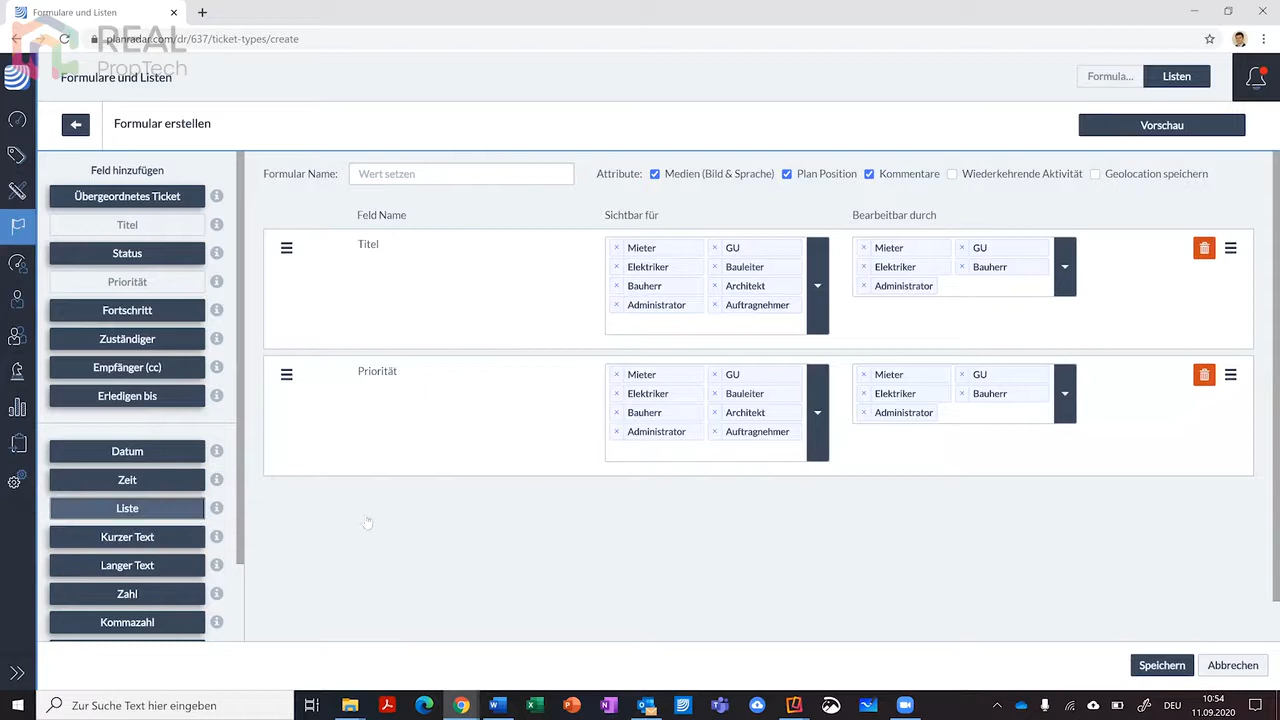 Formulare und Listen
planradar.com/dr/637/ticket-types/create
REAL
PropTech
Formulare und Listen
Formula...
Listen
Formular erstellen
Vorschau
Feld hinzufügen
Übergeordnetes Ticket
Titel
Status
Priorität
Fortschritt
Zuständiger
Empfänger (cc)
Erledigen bis
Datum
Zeit
Liste
Kurzer Text
Langer Text
Zahl
Kommazahl
Formular Name: Wert setzen
Attribute: Medien (Bild & Sprache) Plan Position Kommentare Wiederkehrende Aktivität Geolocation speichern
Feld Name Sichtbar für Bearbeitbar durch
Titel
× Mieter × GU
× Elektriker × Bauleiter
× Bauherr × Architekt
× Administrator × Auftragnehmer
× Mieter × GU
× Elektriker × Bauherr
× Administrator
Priorität
× Mieter × GU
× Elektriker × Bauleiter
× Bauherr × Architekt
× Administrator × Auftragnehmer
× Mieter × GU
× Elektriker × Bauherr
× Administrator
Speichern
Abbrechen
Zur Suche Text hier eingeben
DEU
10:54
11.09.2020